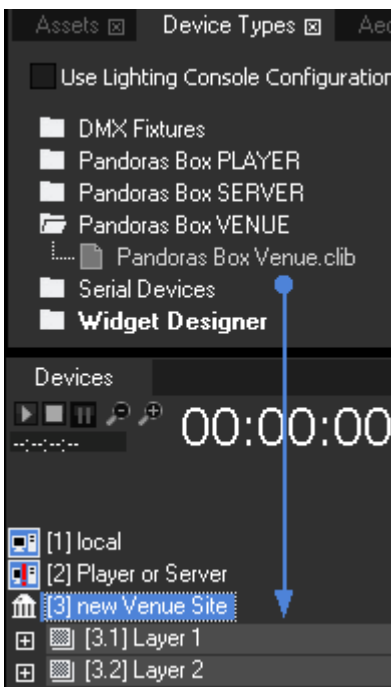 Assets Device Types Aeo
Use Lighting Console Configuration
DMX Fixtures
Pandoras Box PLAYER
Pandoras Box SERVER
Pandoras Box VENUE
Pandoras Box Venue.clib
Serial Devices
Widget Designer
Devices
00:00:00
--:--:--:--
[1] local
[2] Player or Server
[3] new Venue Site
[3.1] Layer 1
[3.2] Layer 2